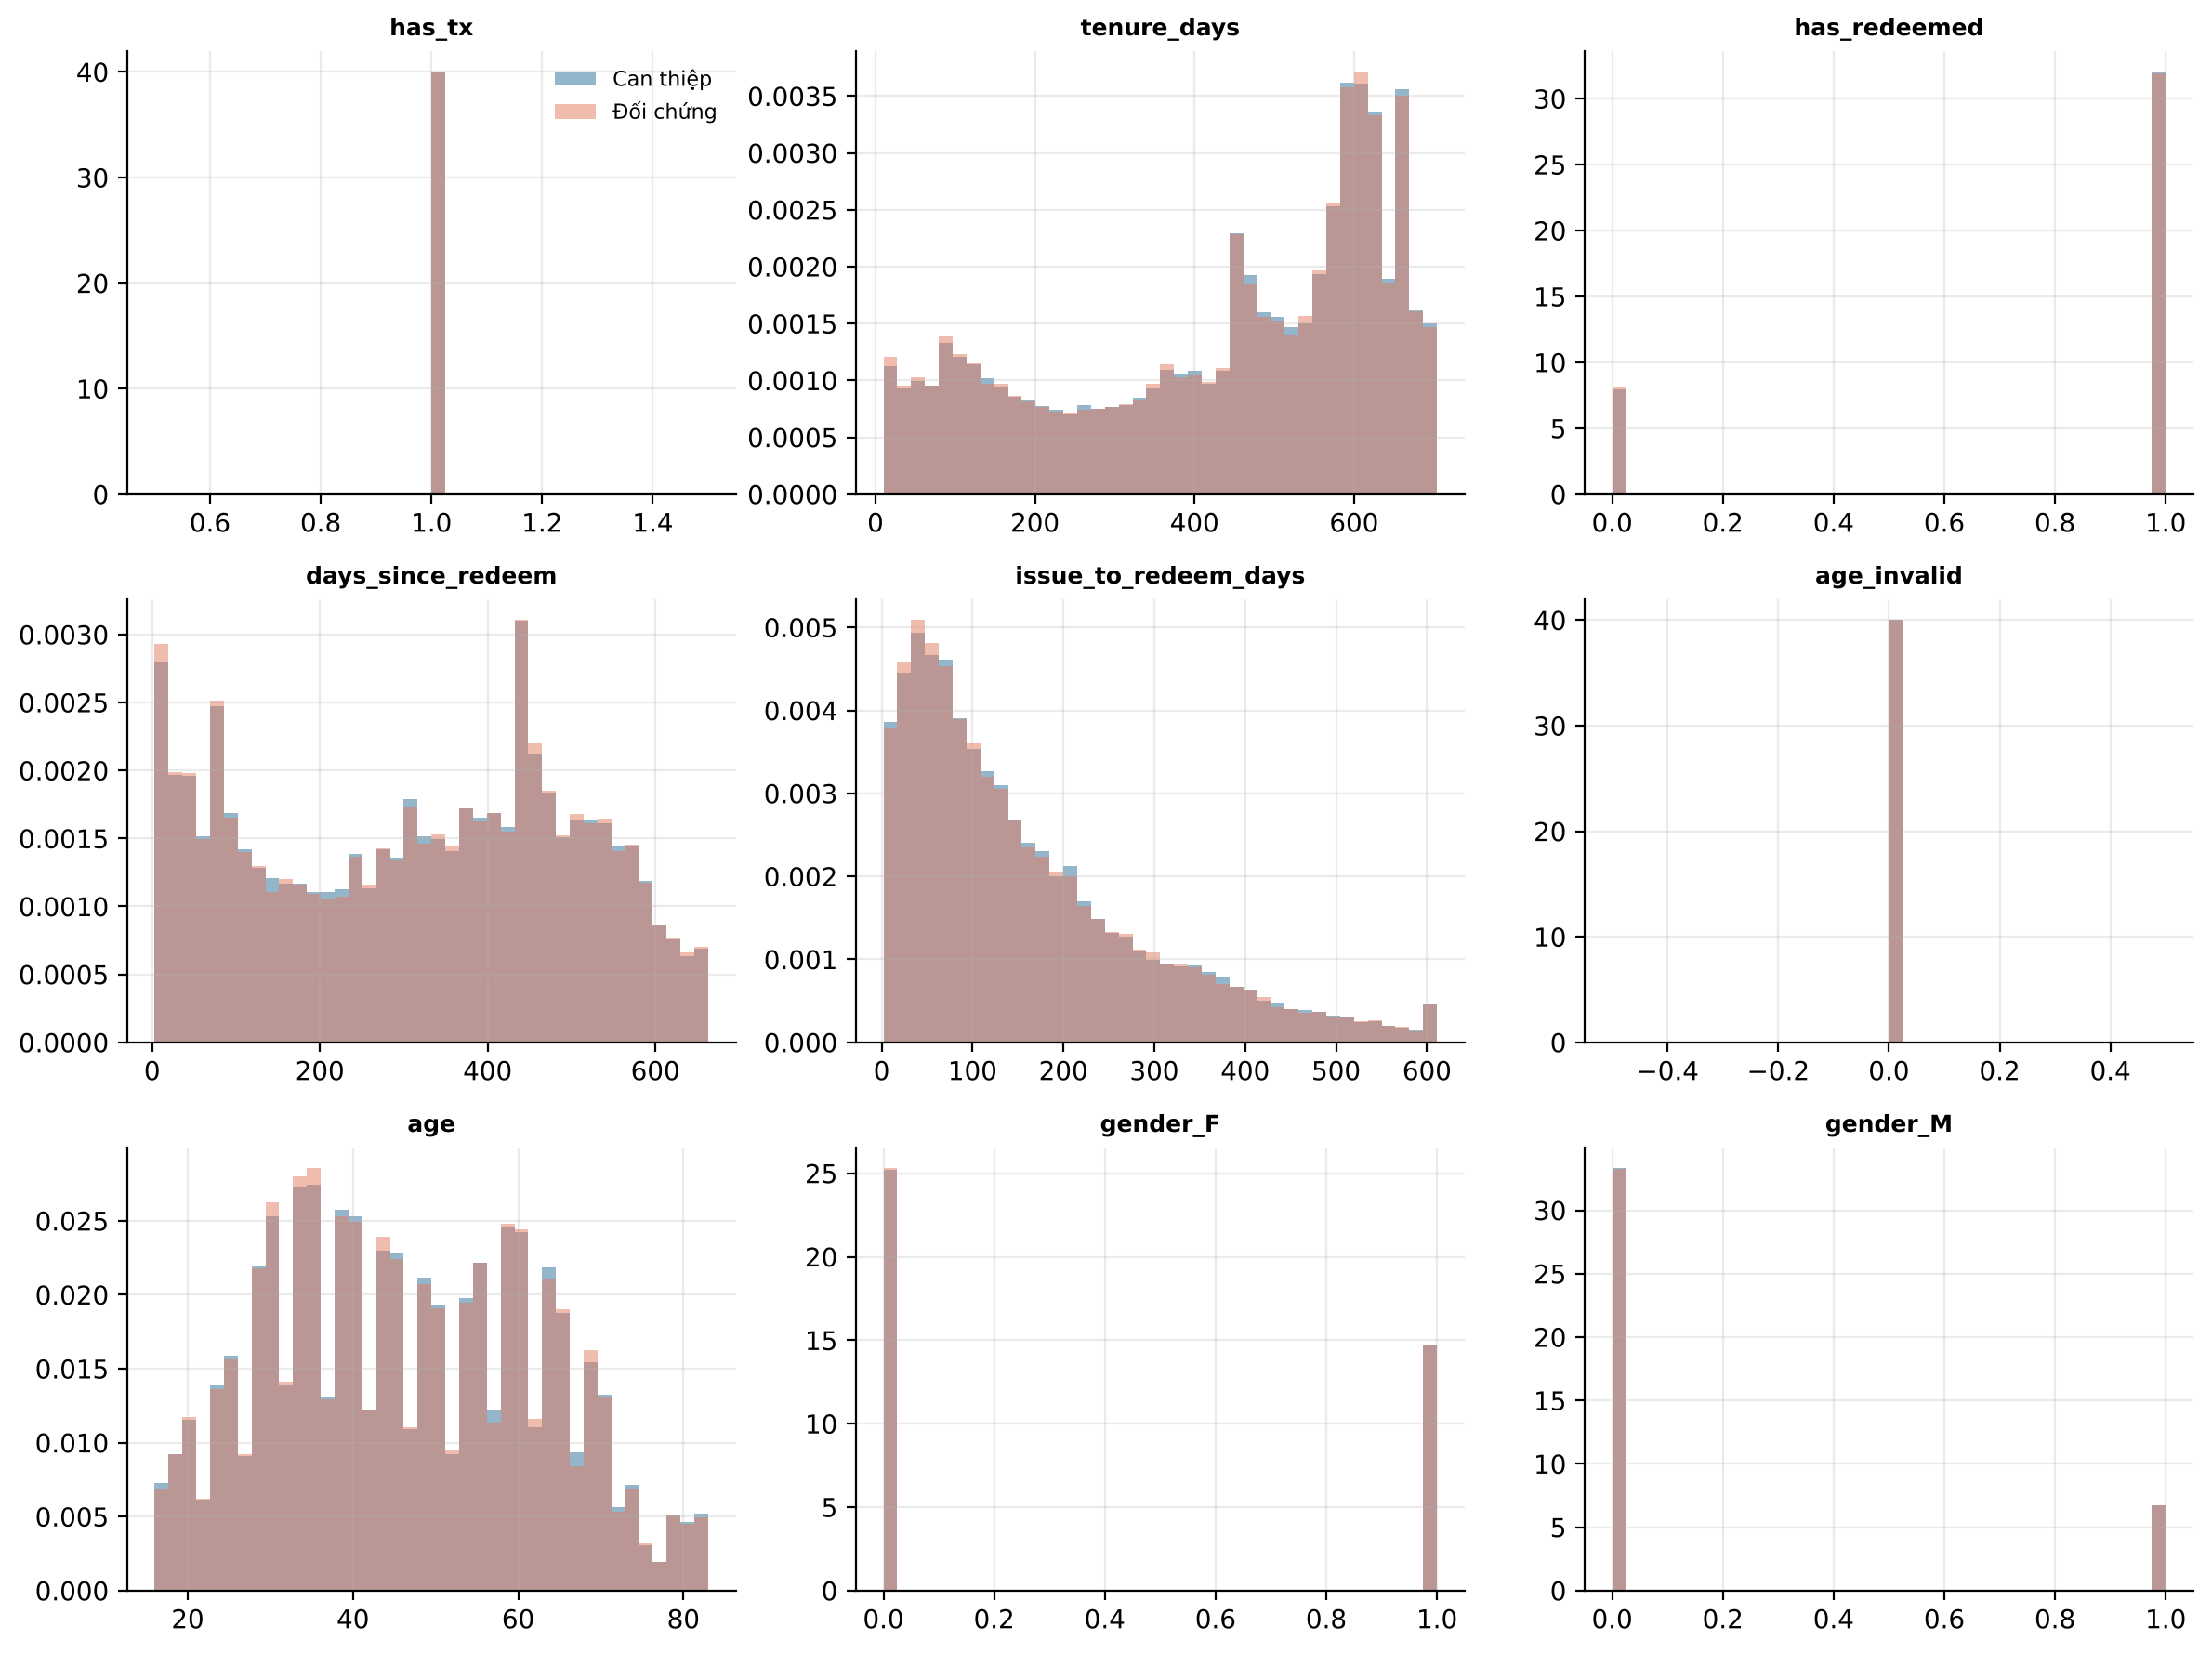 has_tx
40
30
20
10
0
0.6 0.8 1.0 1.2 1.4
Can thiệp
Đối chứng
tenure_days
0.0035
0.0030
0.0025
0.0020
0.0015
0.0010
0.0005
0.0000
0 200 400 600
has_redeemed
30
25
20
15
10
5
0
0.0 0.2 0.4 0.6 0.8 1.0
days_since_redeem
0.0030
0.0025
0.0020
0.0015
0.0010
0.0005
0.0000
0 200 400 600
issue_to_redeem_days
0.005
0.004
0.003
0.002
0.001
0.000
0 100 200 300 400 500 600
age_invalid
40
30
20
10
0
−0.4 −0.2 0.0 0.2 0.4
age
0.025
0.020
0.015
0.010
0.005
0.000
20 40 60 80
gender_F
25
20
15
10
5
0
0.0 0.2 0.4 0.6 0.8 1.0
gender_M
30
25
20
15
10
5
0
0.0 0.2 0.4 0.6 0.8 1.0